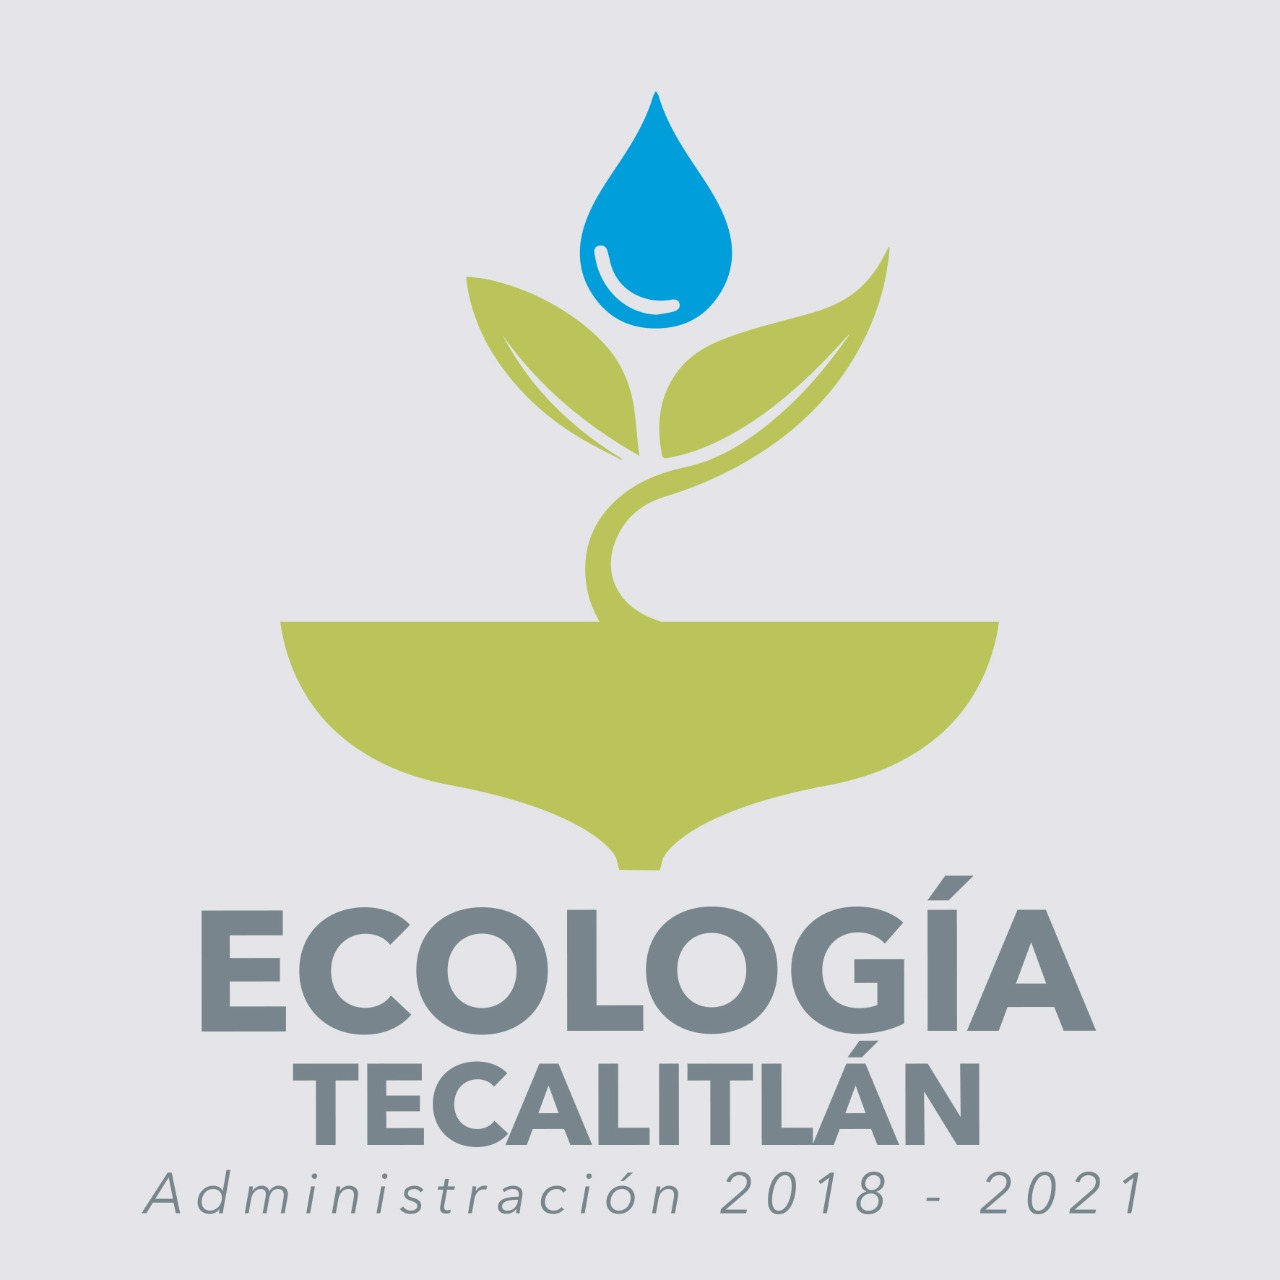 ECOLOGÍA
TECALITLÁN
Administración 2018 - 2021